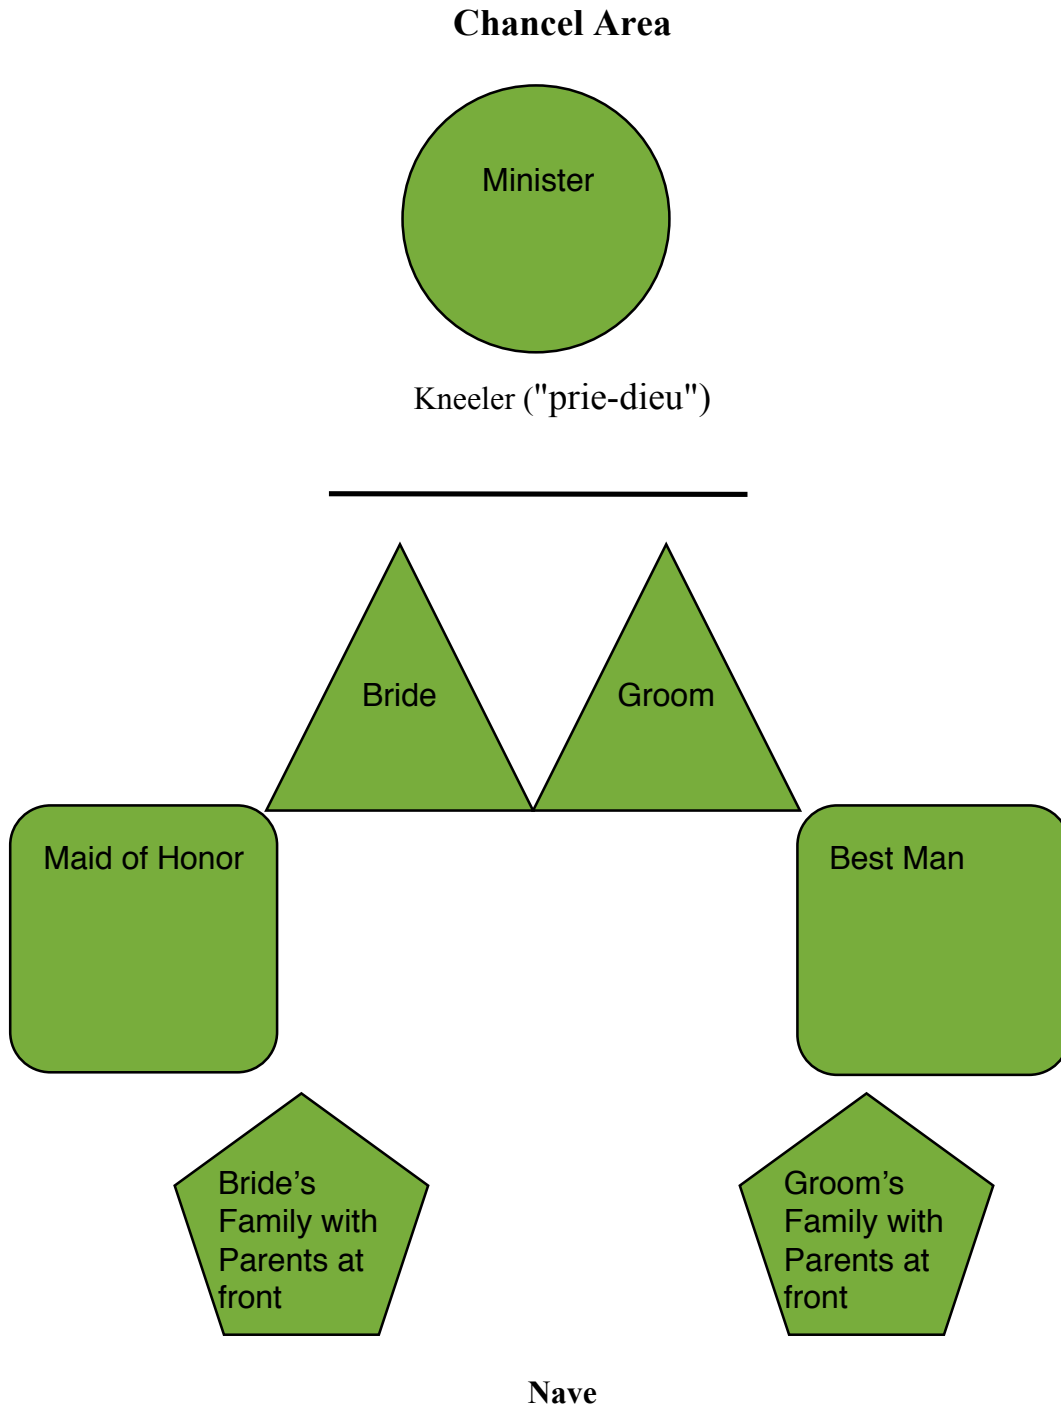 Chancel Area
Minister
Kneeler ("prie-dieu")
Bride
Groom
Maid of Honor
Best Man
Bride’s
Family with
Parents at
front
Groom’s
Family with
Parents at
front
Nave